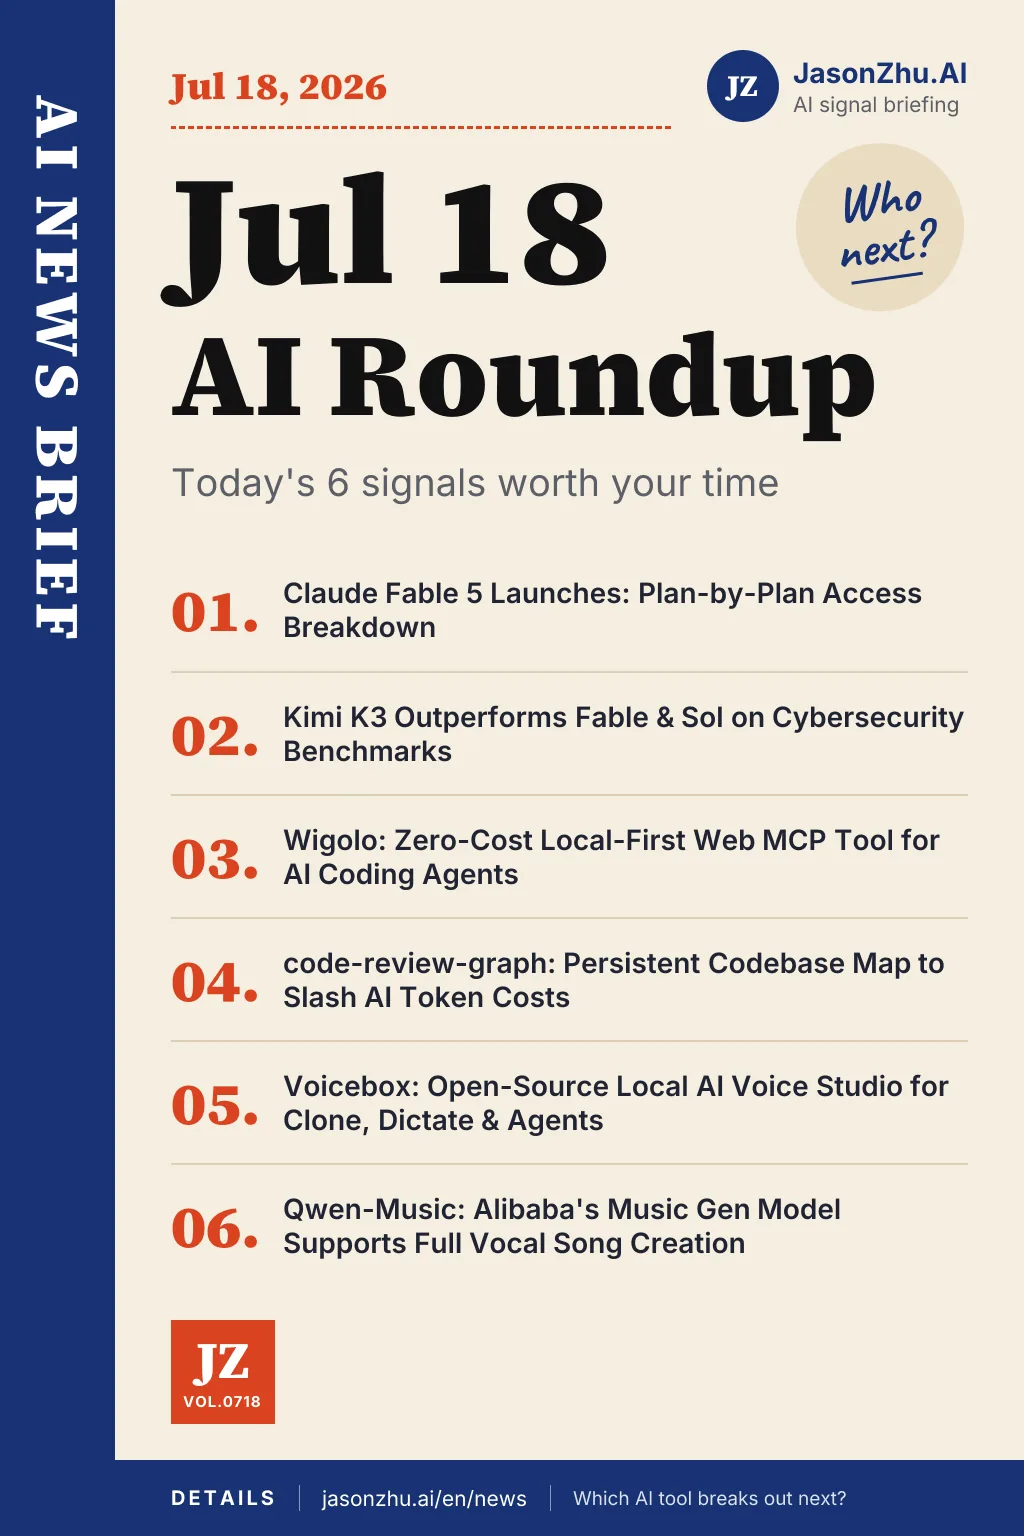 AI NEWS BRIEF
Jul 18, 2026
JZ
JasonZhu.AI
AI signal briefing
Jul 18
AI Roundup
Who
next?
Today's 6 signals worth your time
01.
Claude Fable 5 Launches: Plan-by-Plan Access
Breakdown
02.
Kimi K3 Outperforms Fable & Sol on Cybersecurity
Benchmarks
03.
Wigolo: Zero-Cost Local-First Web MCP Tool for
AI Coding Agents
04.
code-review-graph: Persistent Codebase Map to
Slash AI Token Costs
05.
Voicebox: Open-Source Local AI Voice Studio for
Clone, Dictate & Agents
06.
Qwen-Music: Alibaba's Music Gen Model
Supports Full Vocal Song Creation
JZ
VOL.0718
DETAILS
jasonzhu.ai/en/news
Which AI tool breaks out next?